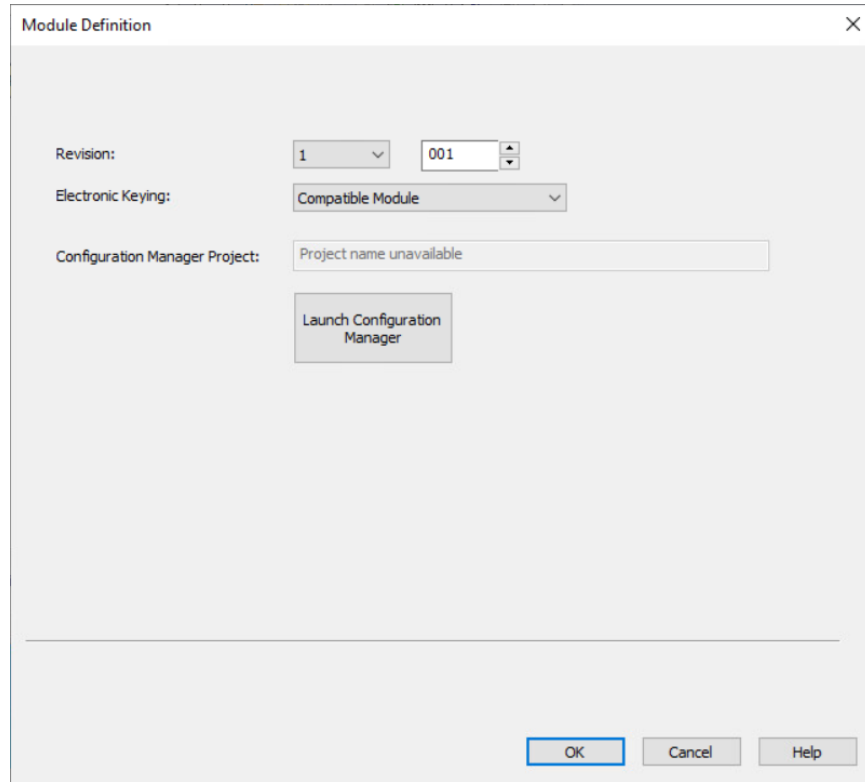 Module Definition
Revision: 1 001
Electronic Keying: Compatible Module
Configuration Manager Project: Project name unavailable
Launch Configuration
Manager
OK Cancel Help